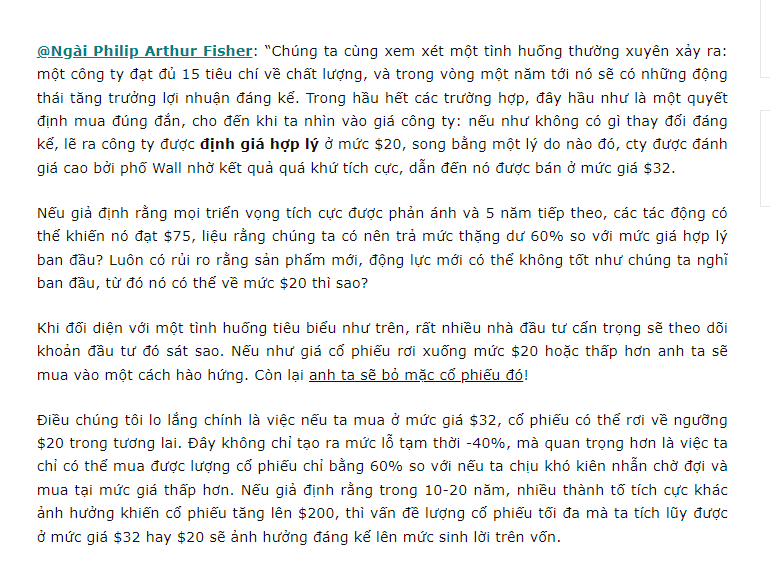 @Ngài Philip Arthur Fisher: “Chúng ta cùng xem xét một tình huống thường xuyên xảy ra:
một công ty đạt đủ 15 tiêu chí về chất lượng, và trong vòng một năm tới nó sẽ có những động
thái tăng trưởng lợi nhuận đáng kể. Trong hầu hết các trường hợp, đây hầu như là một quyết
định mua đúng đắn, cho đến khi ta nhìn vào giá công ty: nếu như không có gì thay đổi đáng
kể, lẽ ra công ty được định giá hợp lý ở mức $20, song bằng một lý do nào đó, cty được đánh
giá cao bởi phố Wall nhờ kết quả quá khứ tích cực, dẫn đến nó được bán ở mức giá $32.
Nếu giả định rằng mọi triển vọng tích cực được phản ánh và 5 năm tiếp theo, các tác động có
thể khiến nó đạt $75, liệu rằng chúng ta có nên trả mức thặng dư 60% so với mức giá hợp lý
ban đầu? Luôn có rủi ro rằng sản phẩm mới, động lực mới có thể không tốt như chúng ta nghĩ
ban đầu, từ đó nó có thể về mức $20 thì sao?
Khi đối diện với một tình huống tiêu biểu như trên, rất nhiều nhà đầu tư cẩn trọng sẽ theo dõi
khoản đầu tư đó sát sao. Nếu như giá cổ phiếu rơi xuống mức $20 hoặc thấp hơn anh ta sẽ
mua vào một cách hào hứng. Còn lại anh ta sẽ bỏ mặc cổ phiếu đó!
Điều chúng tôi lo lắng chính là việc nếu ta mua ở mức giá $32, cổ phiếu có thể rơi về ngưỡng
$20 trong tương lai. Đây không chỉ tạo ra mức lỗ tạm thời -40%, mà quan trọng hơn là việc ta
chỉ có thể mua được lượng cổ phiếu chỉ bằng 60% so với nếu ta chịu khó kiên nhẫn chờ đợi và
mua tại mức giá thấp hơn. Nếu giả định rằng trong 10-20 năm, nhiều thành tố tích cực khác
ảnh hưởng khiến cổ phiếu tăng lên $200, thì vấn đề lượng cổ phiếu tối đa mà ta tích lũy được
ở mức giá $32 hay $20 sẽ ảnh hưởng đáng kể lên mức sinh lời trên vốn.